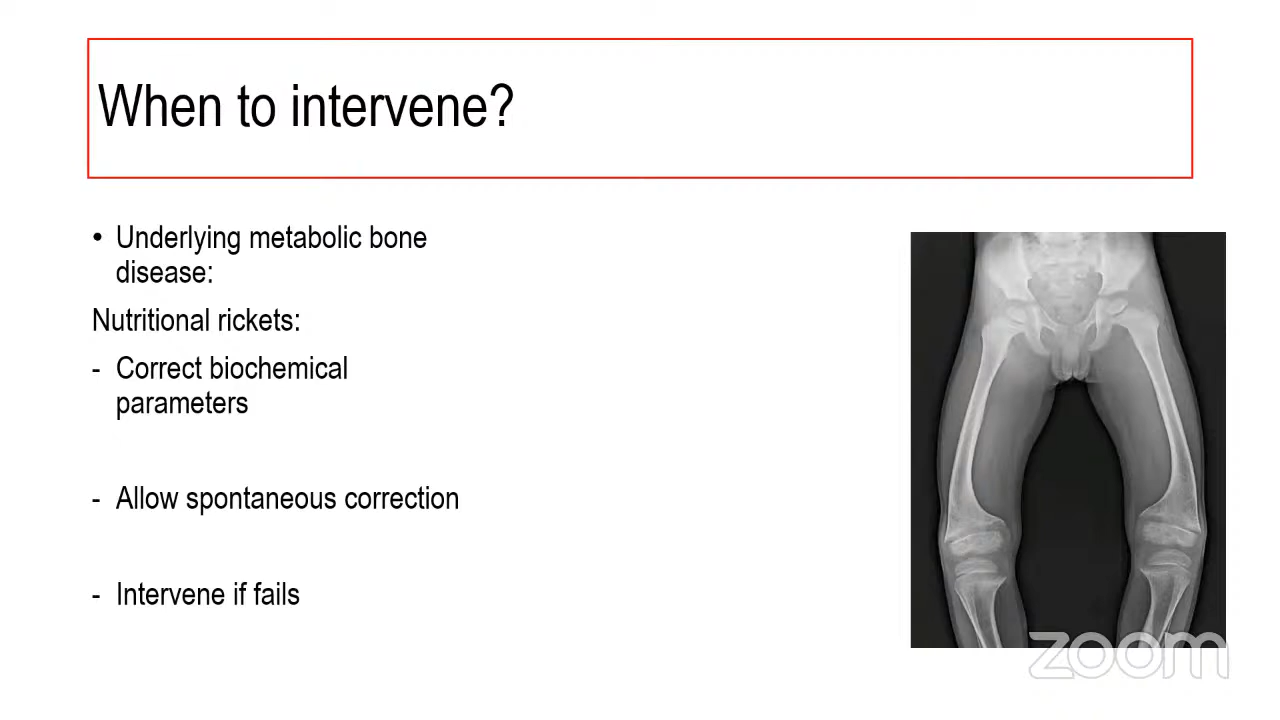 When to intervene?
• Underlying metabolic bone
disease:
Nutritional rickets:
- Correct biochemical
parameters
- Allow spontaneous correction
- Intervene if fails
zoom